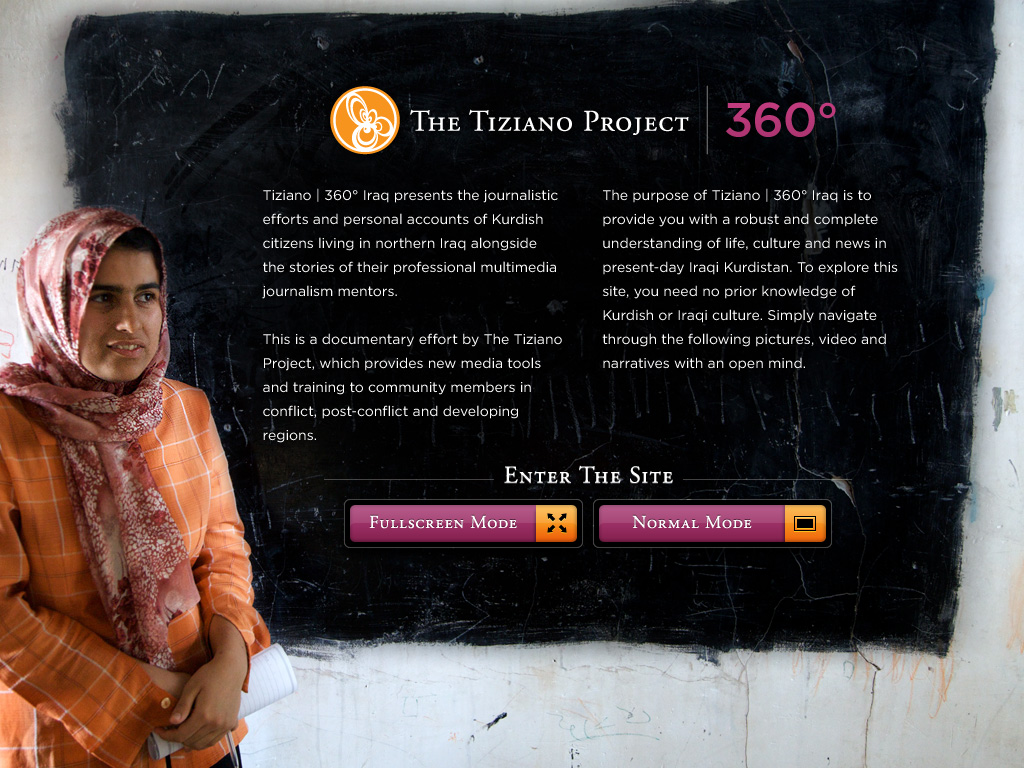 The Tiziano Project
360°
Tiziano | 360° Iraq presents the journalistic
efforts and personal accounts of Kurdish
citizens living in northern Iraq alongside
the stories of their professional multimedia
journalism mentors.
This is a documentary effort by The Tiziano
Project, which provides new media tools
and training to community members in
conflict, post-conflict and developing
regions.
The purpose of Tiziano | 360° Iraq is to
provide you with a robust and complete
understanding of life, culture and news in
present-day Iraqi Kurdistan. To explore this
site, you need no prior knowledge of
Kurdish or Iraqi culture. Simply navigate
through the following pictures, video and
narratives with an open mind.
Enter The Site
Fullscreen Mode
Normal Mode